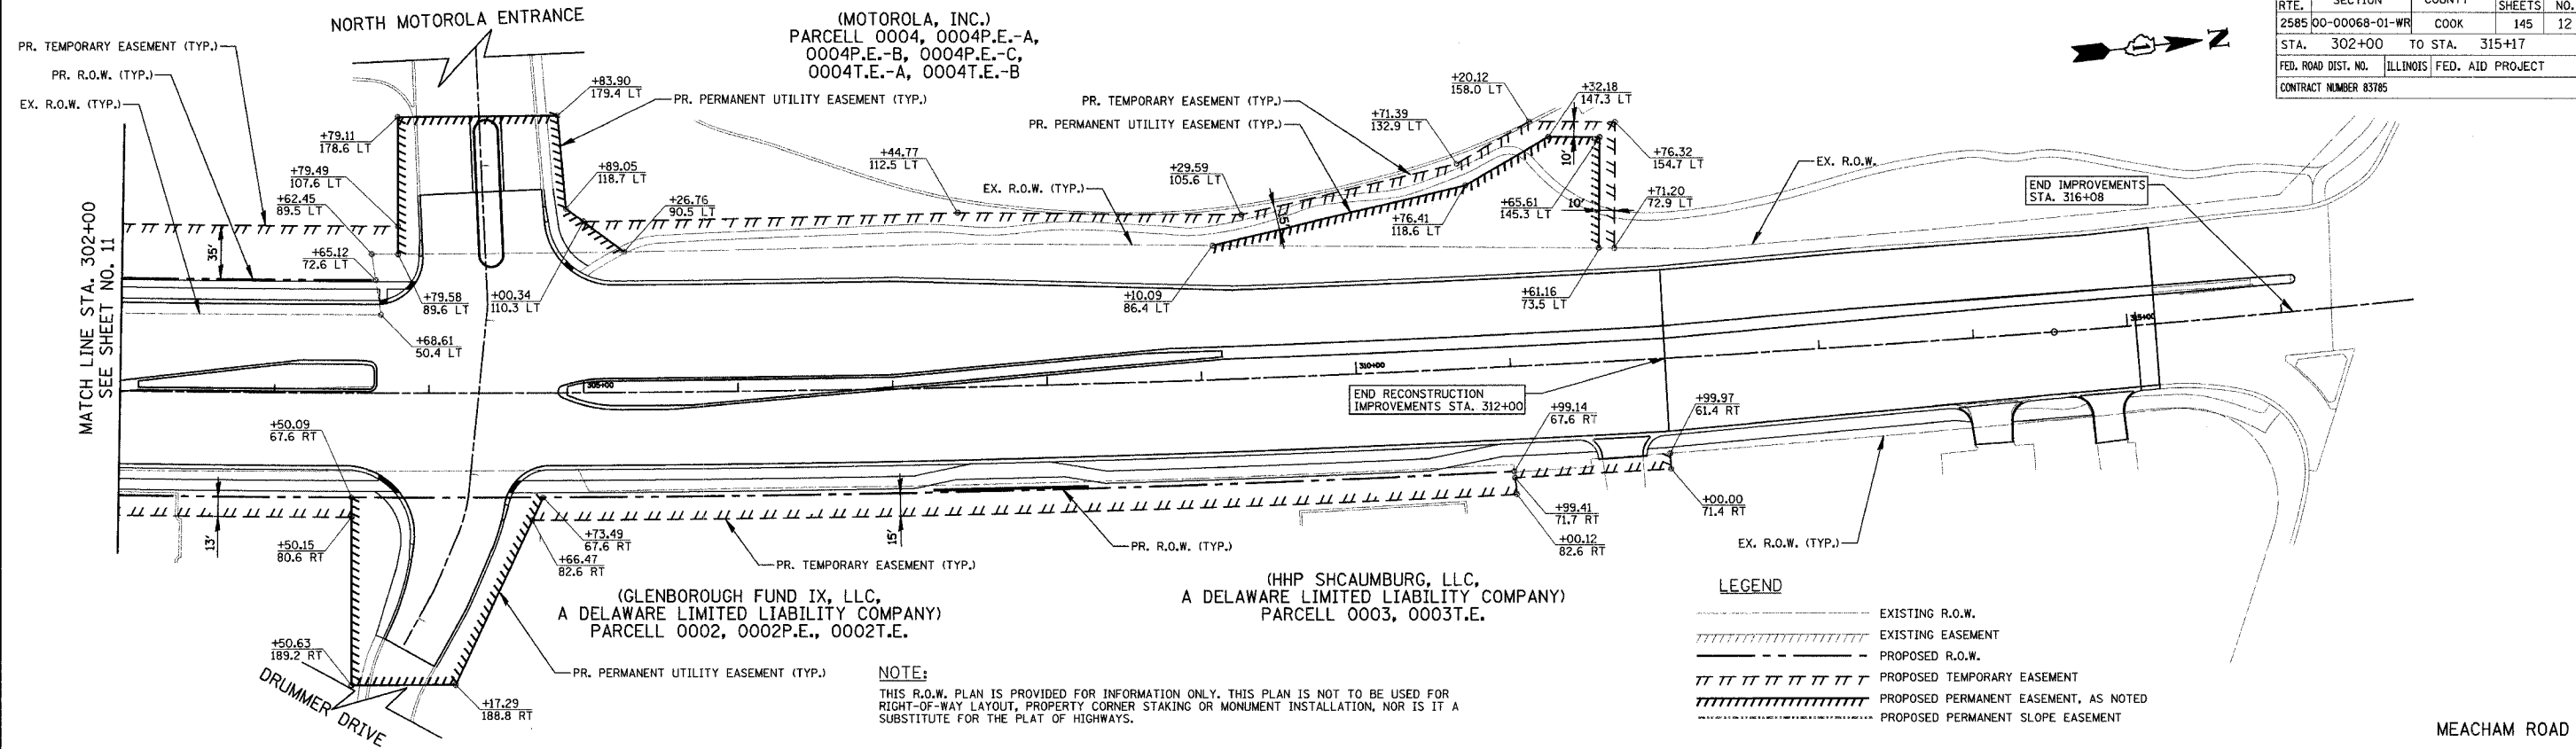 RTE. SECTION COUNTY SHEETS NO.
2585 00-00068-01-WR COOK 145 12
STA. 302+00 TO STA. 315+17
FED. ROAD DIST. NO. ILLINOIS FED. AID PROJECT
CONTRACT NUMBER 83785
N
NORTH MOTOROLA ENTRANCE
(MOTOROLA, INC.)
PARCELL 0004, 0004P.E.-A,
0004P.E.-B, 0004P.E.-C,
0004T.E.-A, 0004T.E.-B
PR. TEMPORARY EASEMENT (TYP.)
PR. R.O.W. (TYP.)
EX. R.O.W. (TYP.)
+83.90
179.4 LT
PR. PERMANENT UTILITY EASEMENT (TYP.)
PR. TEMPORARY EASEMENT (TYP.)
PR. PERMANENT UTILITY EASEMENT (TYP.)
+20.12
158.0 LT
+32.18
147.3 LT
+71.39
132.9 LT
10'
+79.11
178.6 LT
+79.49
107.6 LT
+62.45
89.5 LT
+89.05
118.7 LT
+26.76
90.5 LT
+44.77
112.5 LT
EX. R.O.W. (TYP.)
+29.59
105.6 LT
15'
+76.41
118.6 LT
+65.61
145.3 LT
10'
+76.32
154.7 LT
+71.20
72.9 LT
EX. R.O.W.
END IMPROVEMENTS
STA. 316+08
MATCH LINE STA. 302+00
SEE SHEET NO. 11
35'
+65.12
72.6 LT
+79.58
89.6 LT
+00.34
110.3 LT
+10.09
86.4 LT
+61.16
73.5 LT
+68.61
50.4 LT
305+00
310+00
315+00
END RECONSTRUCTION
IMPROVEMENTS STA. 312+00
+50.09
67.6 RT
+99.14
67.6 RT
+99.97
61.4 RT
13'
+50.15
80.6 RT
+73.49
67.6 RT
+66.47
82.6 RT
15'
PR. TEMPORARY EASEMENT (TYP.)
PR. R.O.W. (TYP.)
+99.41
71.7 RT
+00.12
82.6 RT
+00.00
71.4 RT
EX. R.O.W. (TYP.)
(GLENBOROUGH FUND IX, LLC,
A DELAWARE LIMITED LIABILITY COMPANY)
PARCELL 0002, 0002P.E., 0002T.E.
(HHP SHCAUMBURG, LLC,
A DELAWARE LIMITED LIABILITY COMPANY)
PARCELL 0003, 0003T.E.
+50.63
189.2 RT
DRUMMER DRIVE
PR. PERMANENT UTILITY EASEMENT (TYP.)
+17.29
188.8 RT
NOTE:
THIS R.O.W. PLAN IS PROVIDED FOR INFORMATION ONLY. THIS PLAN IS NOT TO BE USED FOR
RIGHT-OF-WAY LAYOUT, PROPERTY CORNER STAKING OR MONUMENT INSTALLATION, NOR IS IT A
SUBSTITUTE FOR THE PLAT OF HIGHWAYS.
LEGEND
EXISTING R.O.W.
EXISTING EASEMENT
PROPOSED R.O.W.
PROPOSED TEMPORARY EASEMENT
PROPOSED PERMANENT EASEMENT, AS NOTED
PROPOSED PERMANENT SLOPE EASEMENT
MEACHAM ROAD